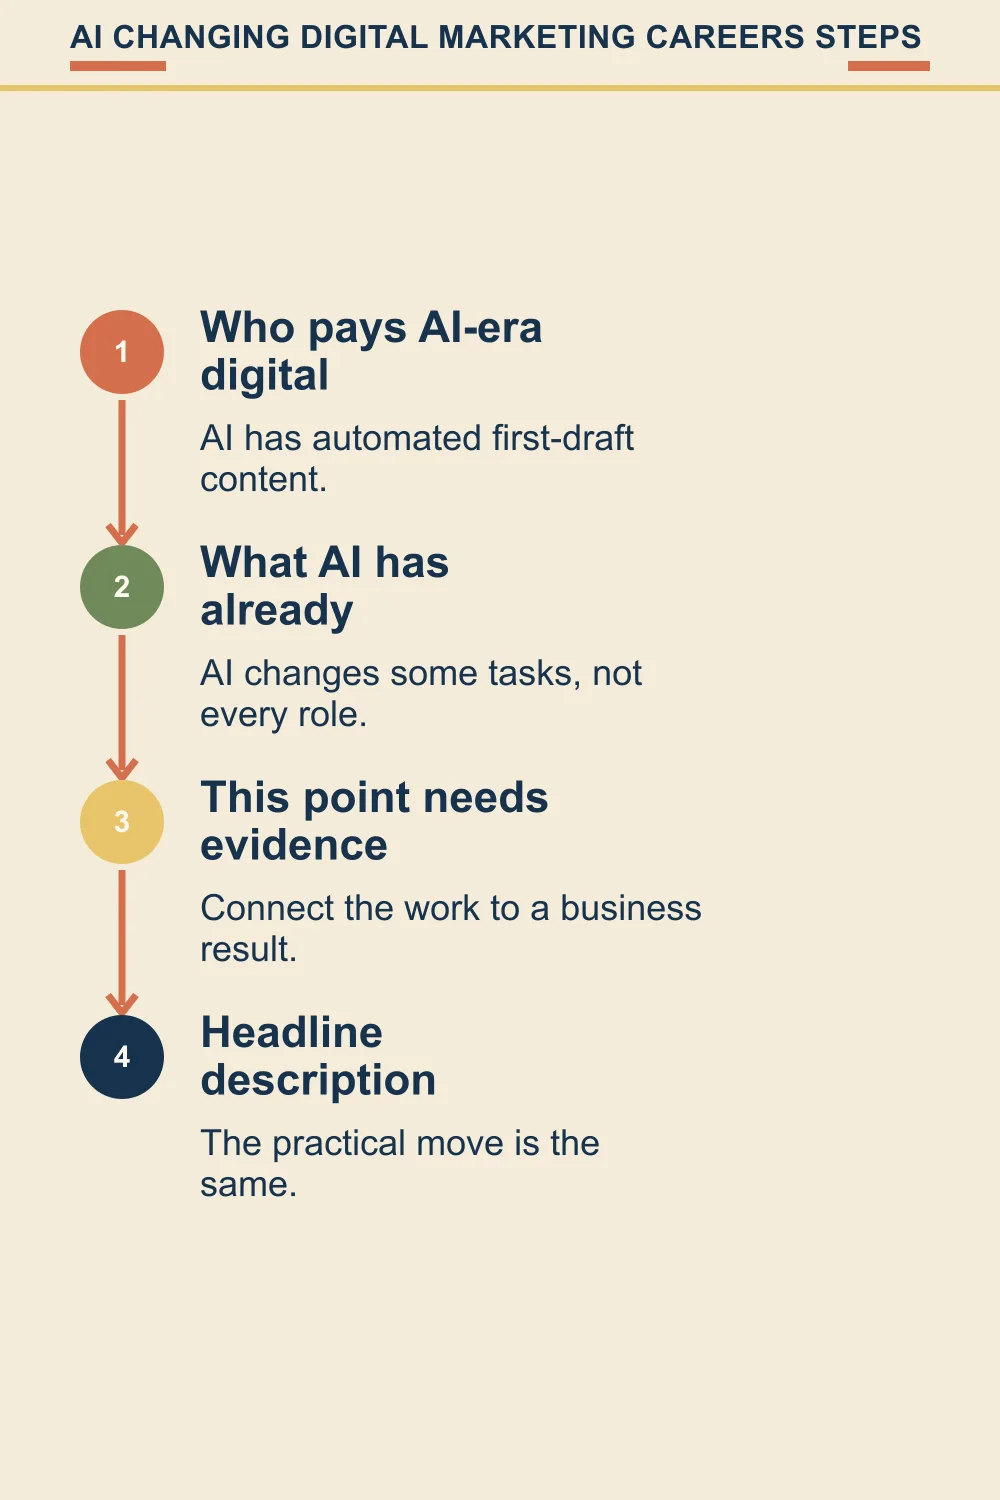 AI CHANGING DIGITAL MARKETING CAREERS STEPS
1
Who pays AI-era
digital
AI has automated first-draft
content.
2
What AI has
already
AI changes some tasks, not
every role.
3
This point needs
evidence
Connect the work to a business
result.
4
Headline
description
The practical move is the
same.